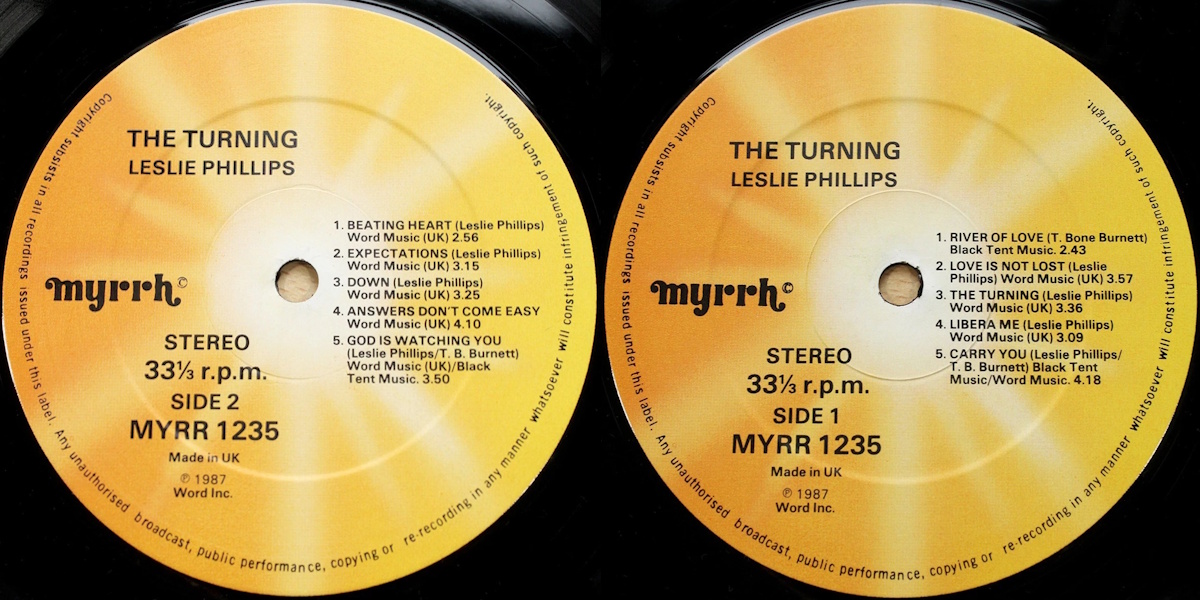 THE TURNING
LESLIE PHILLIPS
1. BEATING HEART (Leslie Phillips)
Word Music (UK) 2.56
2. EXPECTATIONS (Leslie Phillips)
Word Music (UK) 3.15
3. DOWN (Leslie Phillips)
Word Music (UK) 3.25
4. ANSWERS DON'T COME EASY
Word Music (UK) 4.10
5. GOD IS WATCHING YOU
(Leslie Phillips/T. B. Burnett)
Word Music (UK)/Black
Tent Music. 3.50
myrrh©
STEREO
33⅓ r.p.m.
SIDE 2
MYRR 1235
Made in UK
℗ 1987
Word Inc.
Copyright subsists in all recordings issued under this label. Any unauthorised broadcast, public performance, copying or re-recording in any manner whatsoever will constitute infringement of such copyright.
THE TURNING
LESLIE PHILLIPS
1. RIVER OF LOVE (T. Bone Burnett)
Black Tent Music. 2.43
2. LOVE IS NOT LOST (Leslie
Phillips) Word Music (UK) 3.57
3. THE TURNING (Leslie Phillips)
Word Music (UK) 3.36
4. LIBERA ME (Leslie Phillips)
Word Music (UK) 3.09
5. CARRY YOU (Leslie Phillips/
T. B. Burnett) Black Tent
Music/Word Music. 4.18
myrrh©
STEREO
33⅓ r.p.m.
SIDE 1
MYRR 1235
Made in UK
℗ 1987
Word Inc.
Copyright subsists in all recordings issued under this label. Any unauthorised broadcast, public performance, copying or re-recording in any manner whatsoever will constitute infringement of such copyright.